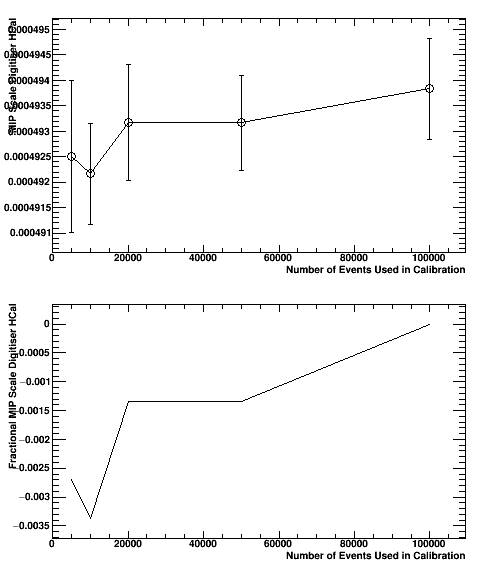 MIP Scale Digitiser HCal
0.000495
0.0004945
0.000494
0.0004935
0.000493
0.0004925
0.000492
0.0004915
0.000491
0 20000 40000 60000 80000 100000
Number of Events Used in Calibration
Fractional MIP Scale Digitiser HCal
0
−0.0005
−0.001
−0.0015
−0.002
−0.0025
−0.003
−0.0035
0 20000 40000 60000 80000 100000
Number of Events Used in Calibration